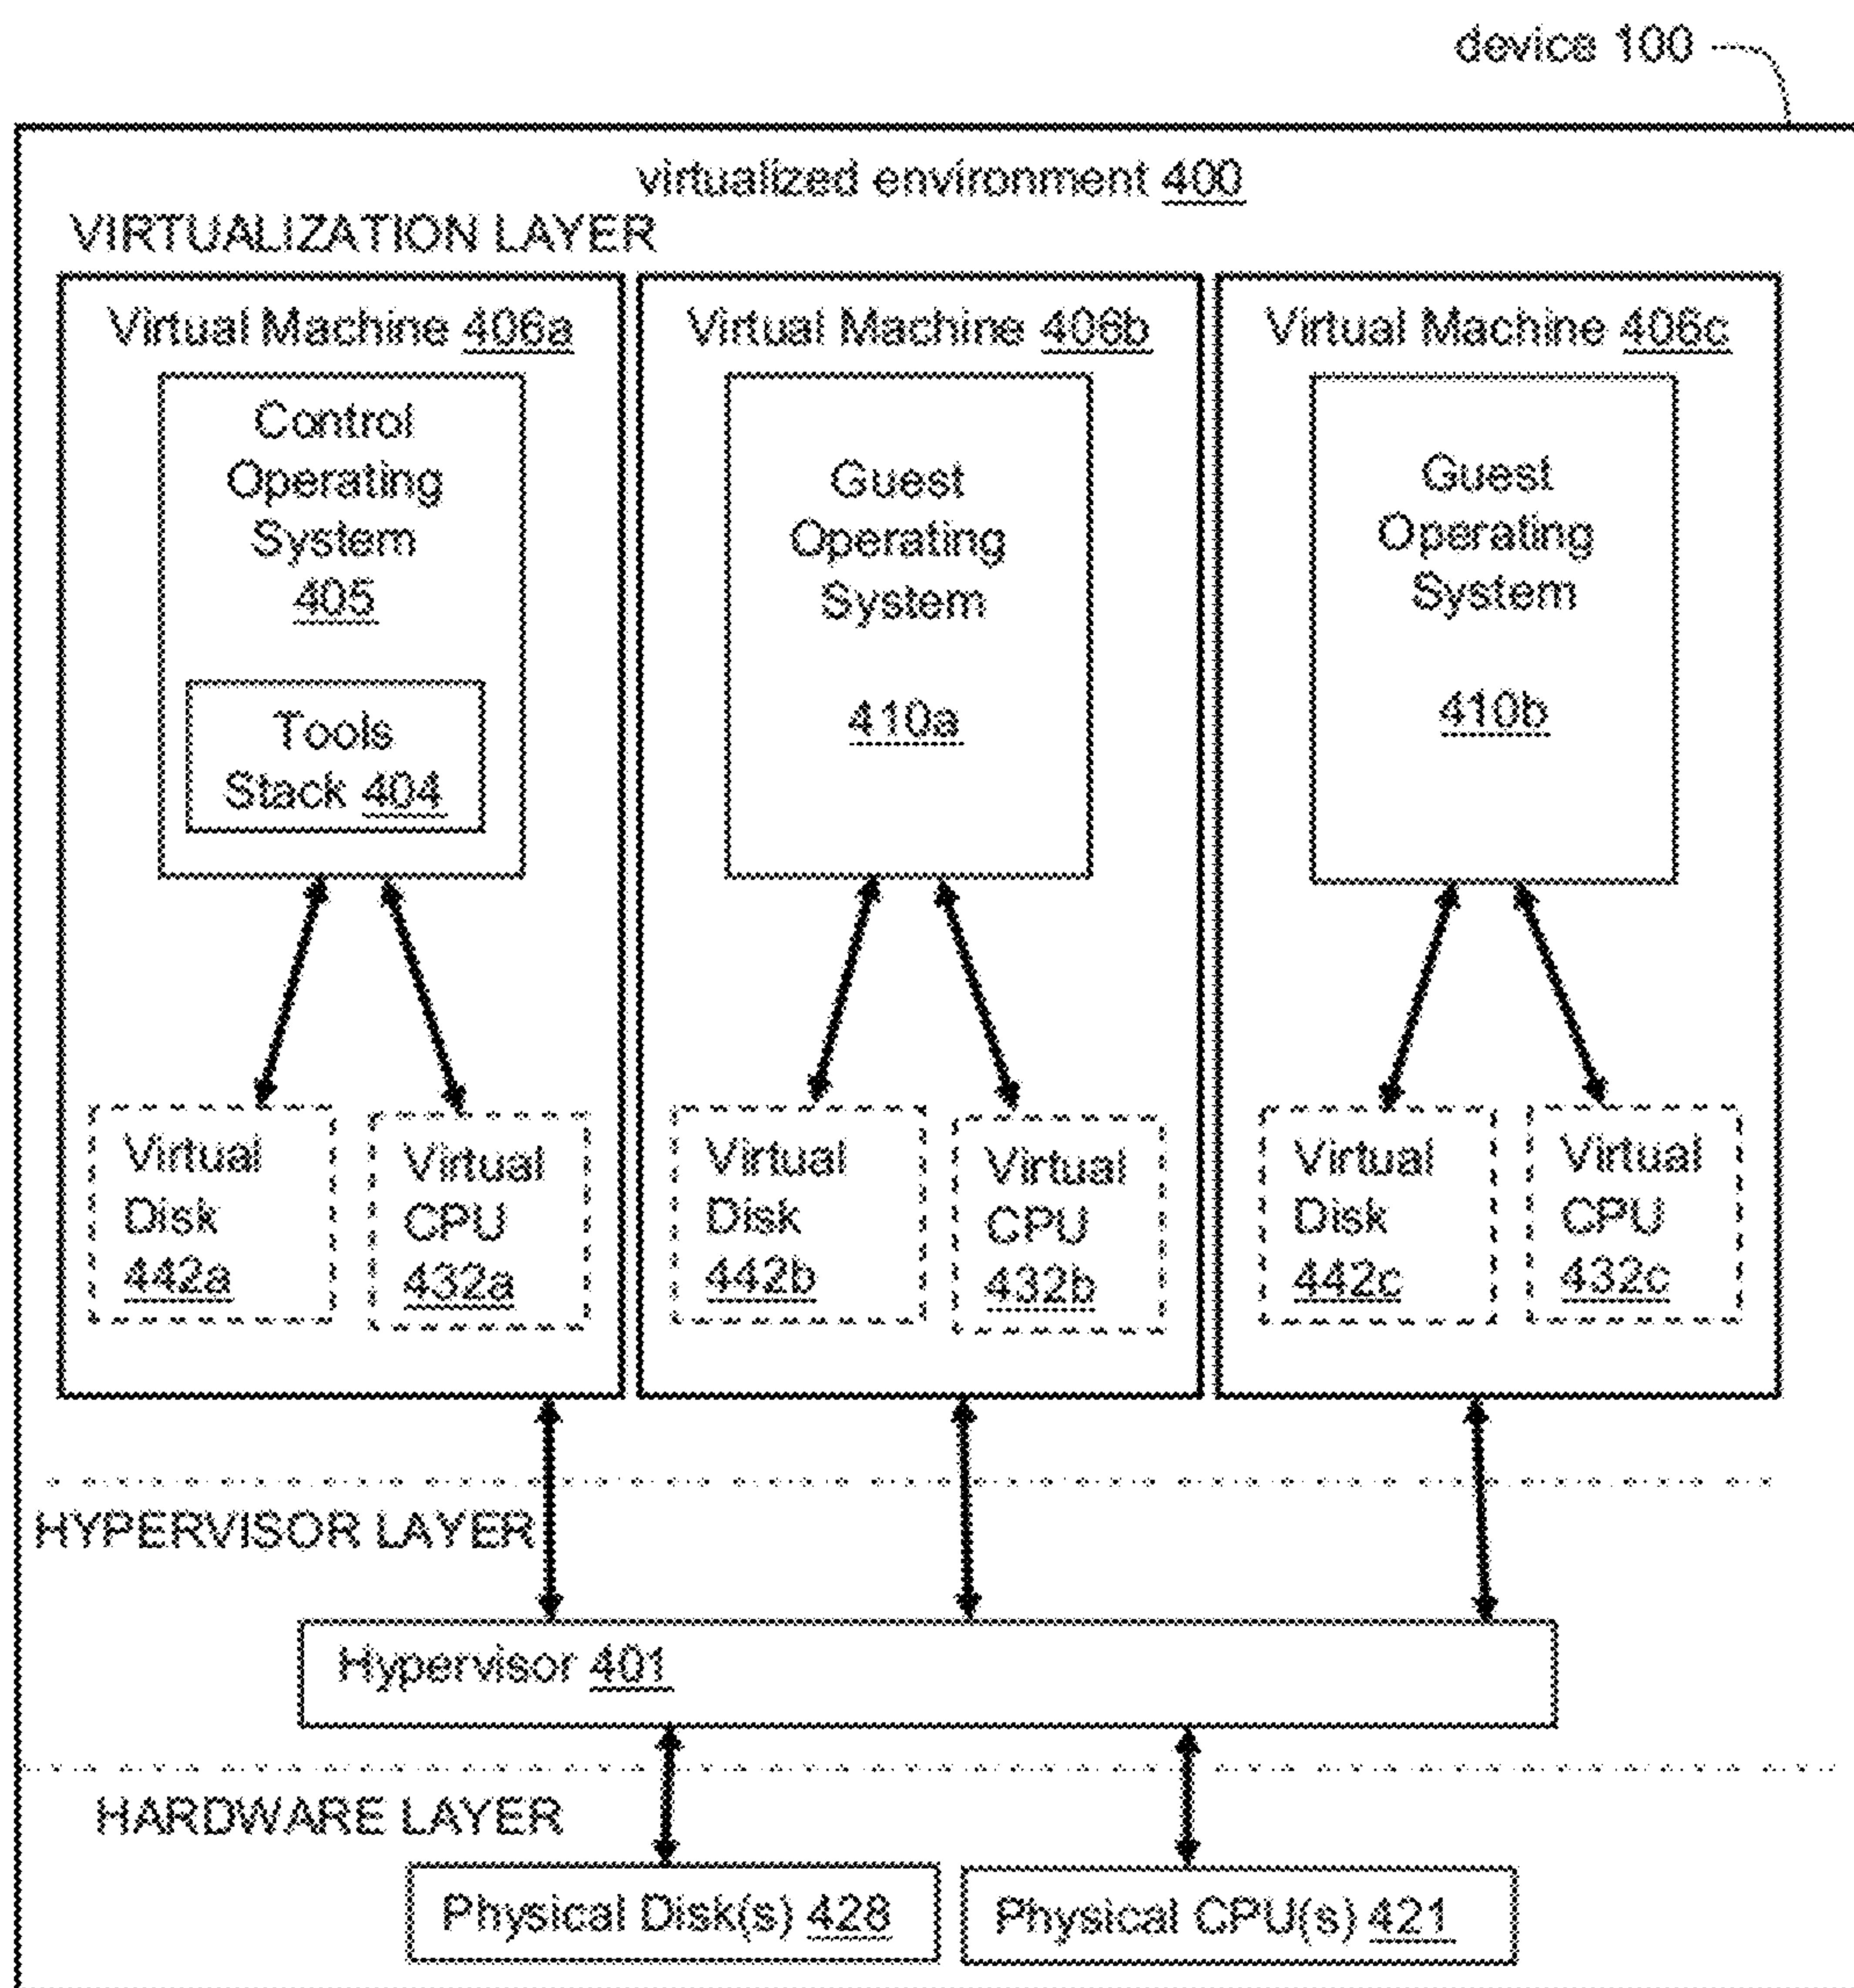 device 100
virtualized environment 400
VIRTUALIZATION LAYER
Virtual Machine 406a
Control
Operating
System
405
Tools
Stack 404
Virtual
Disk
442a
Virtual
CPU
432a
Virtual Machine 406b
Guest
Operating
System
410a
Virtual
Disk
442b
Virtual
CPU
432b
Virtual Machine 406c
Guest
Operating
System
410b
Virtual
Disk
442c
Virtual
CPU
432c
HYPERVISOR LAYER
Hypervisor 401
HARDWARE LAYER
Physical Disk(s) 428
Physical CPU(s) 421